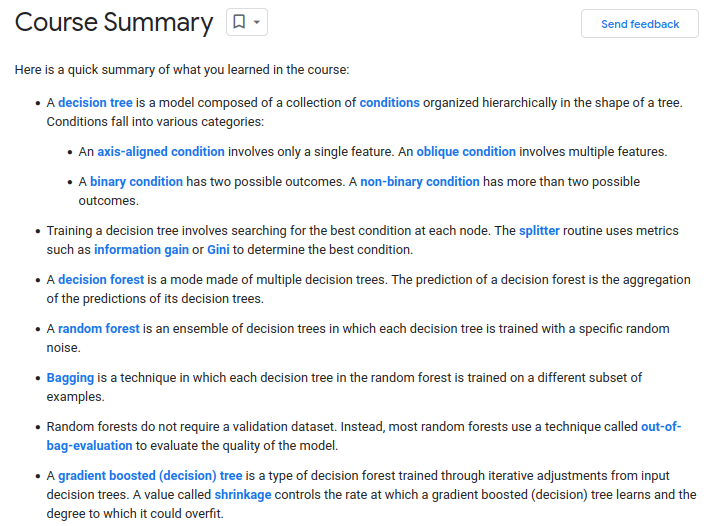 Course Summary
Send feedback
Here is a quick summary of what you learned in the course:
• A decision tree is a model composed of a collection of conditions organized hierarchically in the shape of a tree.
Conditions fall into various categories:
• An axis-aligned condition involves only a single feature. An oblique condition involves multiple features.
• A binary condition has two possible outcomes. A non-binary condition has more than two possible
outcomes.
• Training a decision tree involves searching for the best condition at each node. The splitter routine uses metrics
such as information gain or Gini to determine the best condition.
• A decision forest is a mode made of multiple decision trees. The prediction of a decision forest is the aggregation
of the predictions of its decision trees.
• A random forest is an ensemble of decision trees in which each decision tree is trained with a specific random
noise.
• Bagging is a technique in which each decision tree in the random forest is trained on a different subset of
examples.
• Random forests do not require a validation dataset. Instead, most random forests use a technique called out-of-
bag-evaluation to evaluate the quality of the model.
• A gradient boosted (decision) tree is a type of decision forest trained through iterative adjustments from input
decision trees. A value called shrinkage controls the rate at which a gradient boosted (decision) tree learns and the
degree to which it could overfit.